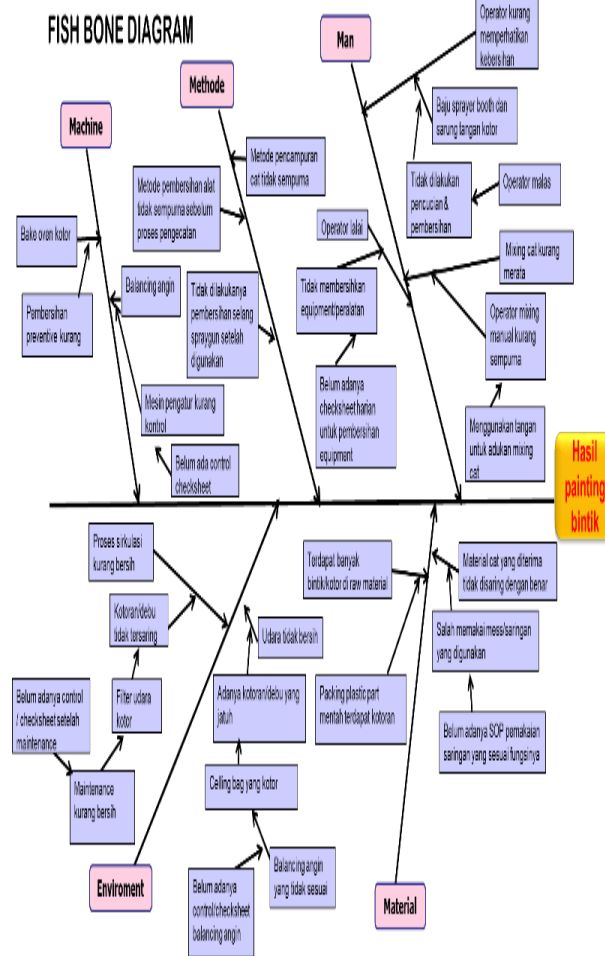 FISH BONE DIAGRAM
Machine
Methode
Man
Operator kurang
memperhatikan
kebersihan
Baju sprayer booth dan
sarung tangan kotor
Tidak dilakukan
pencucian &
pembersihan
Operator malas
Metode pencampuran
cat tidak sempurna
Metode pembersihan alat
tidak sempurna sebelum
proses pengecatan
Operator lalai
Mixing cat kurang
merata
Bake oven kotor
Balancing angin
Tidak dilakukanya
pembersihan selang
spraygun setelah
digunakan
Tidak membersihkan
equipment/peralatan
Operator mixing
manual kurang
sempurna
Pembersihan
preventive kurang
Mesin pengatur kurang
kontrol
Belum adanya
checksheet harian
untuk pembersihan
equipment
Menggunakan tangan
untuk adukan mixing
cat
Belum ada control
checksheet
Hasil
painting
bintik
Proses sirkulasi
kurang bersih
Terdapat banyak
bintik/kotor di raw material
Material cat yang diterima
tidak disaring dengan benar
Kotoran/debu
tidak tersaring
Udara tidak bersih
Salah memakai mess/saringan
yang digunakan
Belum adanya control
/ checksheet setelah
maintenance
Filter udara
kotor
Adanya kotoran/debu yang
jatuh
Packing plastic part
mentah terdapat kotoran
Belum adanya SOP pemakaian
saringan yang sesuai fungsinya
Maintenance
kurang bersih
Celling bag yang kotor
Enviroment
Belum adanya
control/checksheet
balancing angin
Balancing angin
yang tidak sesuai
Material